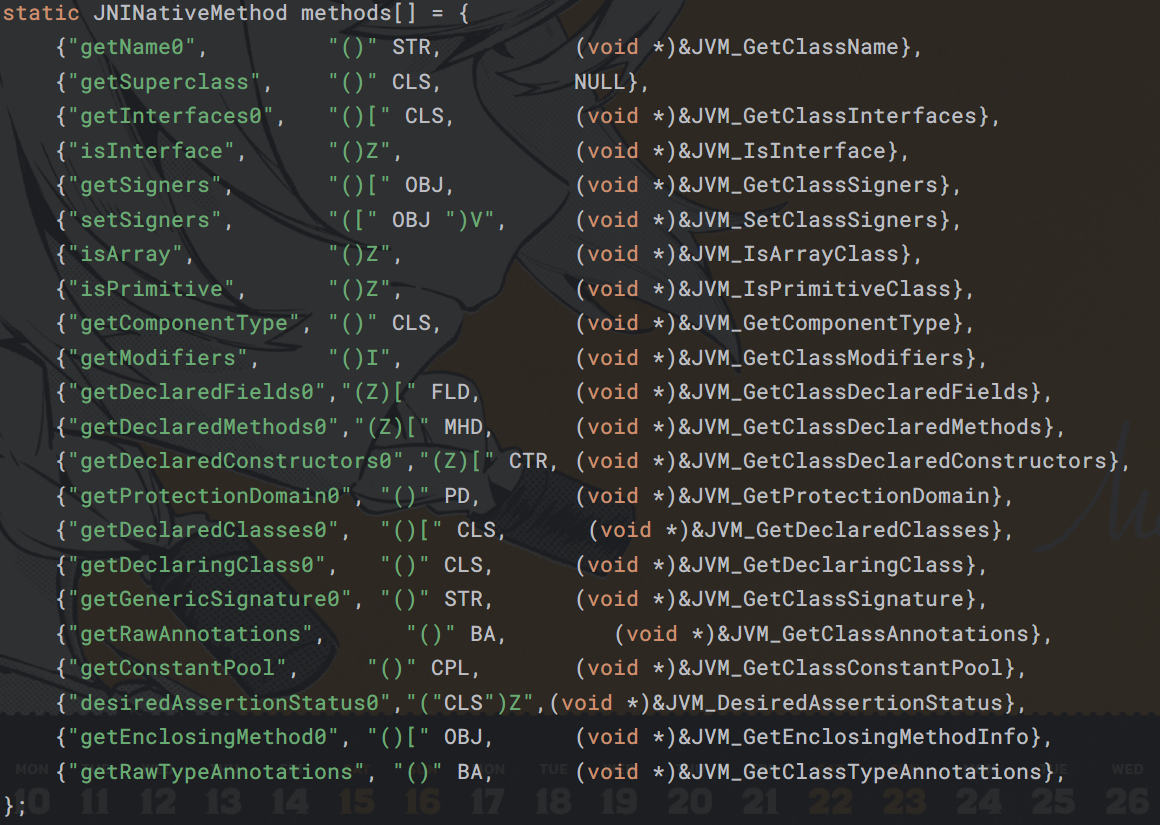 static JNINativeMethod methods[] = {
    {"getName0",         "()" STR,          (void *)&JVM_GetClassName},
    {"getSuperclass",    "()" CLS,          NULL},
    {"getInterfaces0",   "()[" CLS,         (void *)&JVM_GetClassInterfaces},
    {"isInterface",      "()Z",             (void *)&JVM_IsInterface},
    {"getSigners",       "()[" OBJ,         (void *)&JVM_GetClassSigners},
    {"setSigners",       "([" OBJ ")V",     (void *)&JVM_SetClassSigners},
    {"isArray",          "()Z",             (void *)&JVM_IsArrayClass},
    {"isPrimitive",      "()Z",             (void *)&JVM_IsPrimitiveClass},
    {"getComponentType", "()" CLS,          (void *)&JVM_GetComponentType},
    {"getModifiers",     "()I",             (void *)&JVM_GetClassModifiers},
    {"getDeclaredFields0","(Z)[" FLD,       (void *)&JVM_GetClassDeclaredFields},
    {"getDeclaredMethods0","(Z)[" MHD,      (void *)&JVM_GetClassDeclaredMethods},
    {"getDeclaredConstructors0","(Z)[" CTR, (void *)&JVM_GetClassDeclaredConstructors},
    {"getProtectionDomain0", "()" PD,       (void *)&JVM_GetProtectionDomain},
    {"getDeclaredClasses0",  "()[" CLS,      (void *)&JVM_GetDeclaredClasses},
    {"getDeclaringClass0",   "()" CLS,      (void *)&JVM_GetDeclaringClass},
    {"getGenericSignature0", "()" STR,      (void *)&JVM_GetClassSignature},
    {"getRawAnnotations",      "()" BA,        (void *)&JVM_GetClassAnnotations},
    {"getConstantPool",     "()" CPL,       (void *)&JVM_GetClassConstantPool},
    {"desiredAssertionStatus0","("CLS")Z",(void *)&JVM_DesiredAssertionStatus},
    {"getEnclosingMethod0", "()[" OBJ,      (void *)&JVM_GetEnclosingMethodInfo},
    {"getRawTypeAnnotations", "()" BA,      (void *)&JVM_GetClassTypeAnnotations},
};
MON TUE WED
10 11 12 13 14 15 16 17 18 19 20 21 22 23 24 25 26